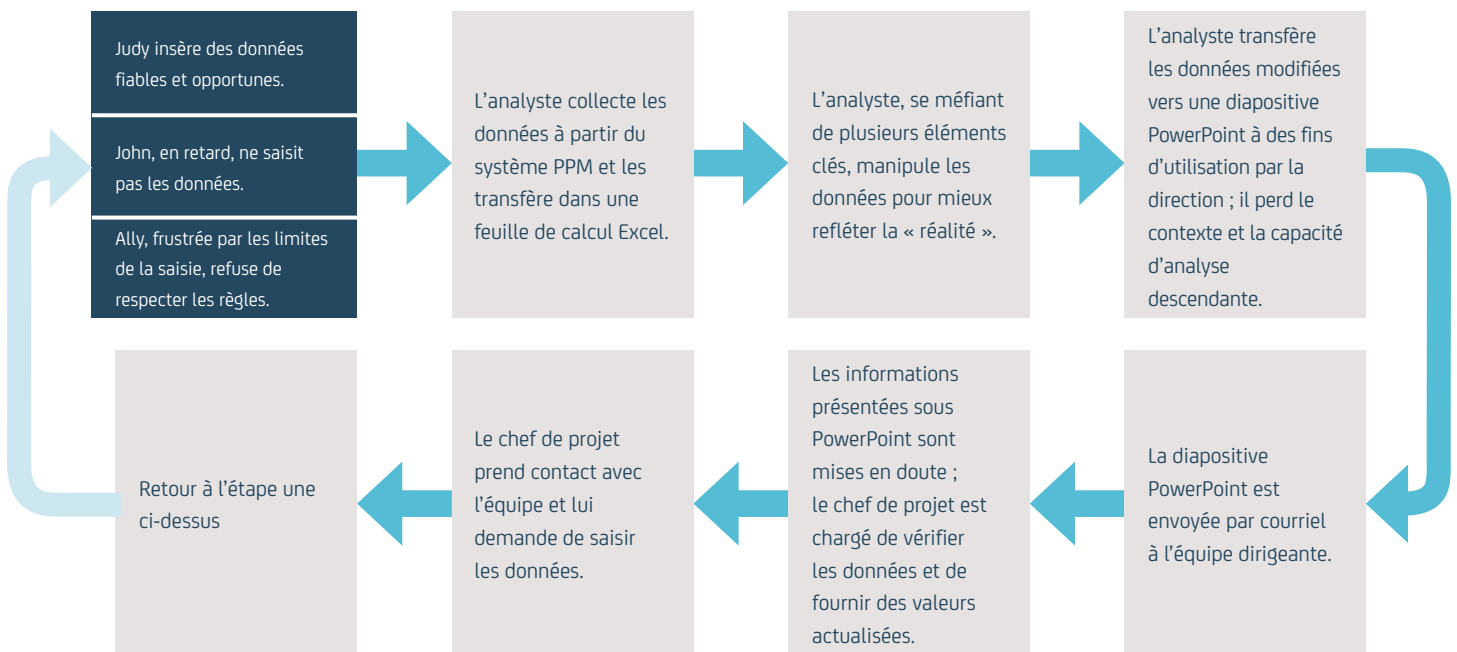 Judy insère des données
fiables et opportunes.
John, en retard, ne saisit
pas les données.
Ally, frustrée par les limites
de la saisie, refuse de
respecter les règles.
L’analyste collecte les
données à partir du
système PPM et les
transfère dans une
feuille de calcul Excel.
L’analyste, se méfiant
de plusieurs éléments
clés, manipule les
données pour mieux
refléter la « réalité ».
L’analyste transfère
les données modifiées
vers une diapositive
PowerPoint à des fins
d’utilisation par la
direction ; il perd le
contexte et la capacité
d’analyse
descendante.
La diapositive
PowerPoint est
envoyée par courriel
à l’équipe dirigeante.
Les informations
présentées sous
PowerPoint sont
mises en doute ;
le chef de projet est
chargé de vérifier
les données et de
fournir des valeurs
actualisées.
Le chef de projet
prend contact avec
l’équipe et lui
demande de saisir
les données.
Retour à l’étape une
ci-dessus